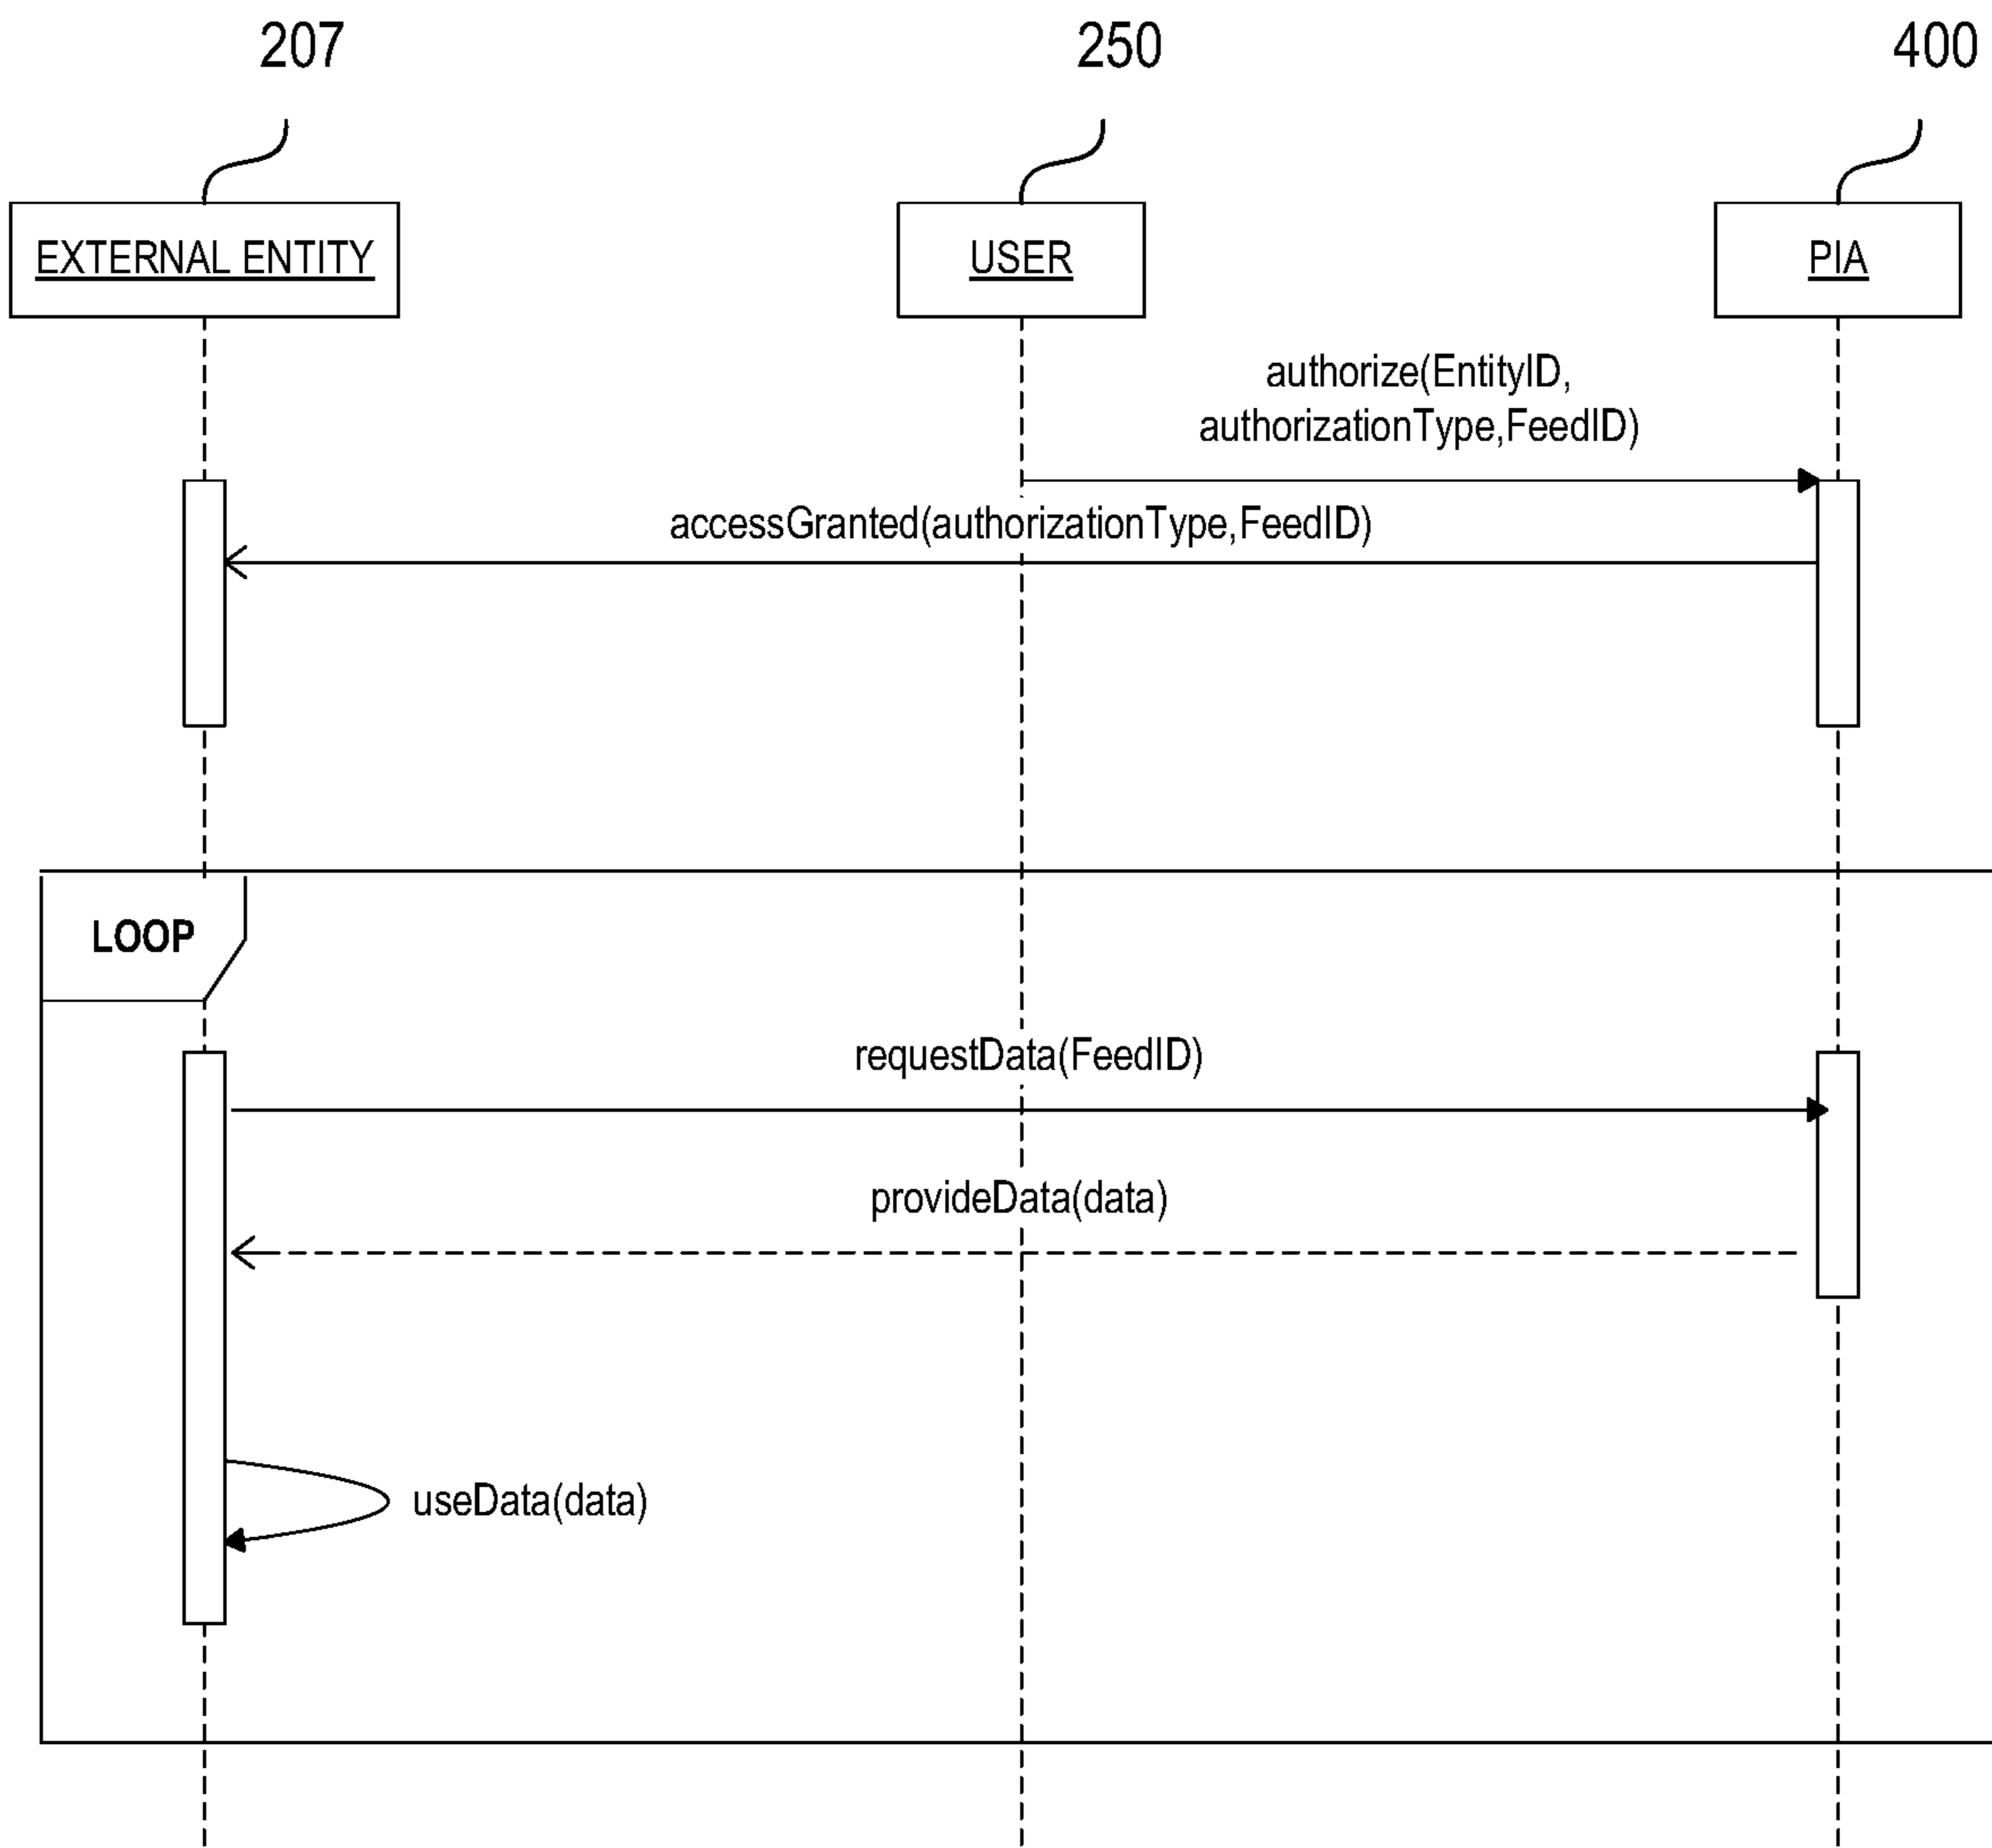 207
250
400
EXTERNAL ENTITY
USER
PIA
authorize(EntityID,
authorizationType,FeedID)
accessGranted(authorizationType,FeedID)
LOOP
requestData(FeedID)
provideData(data)
useData(data)